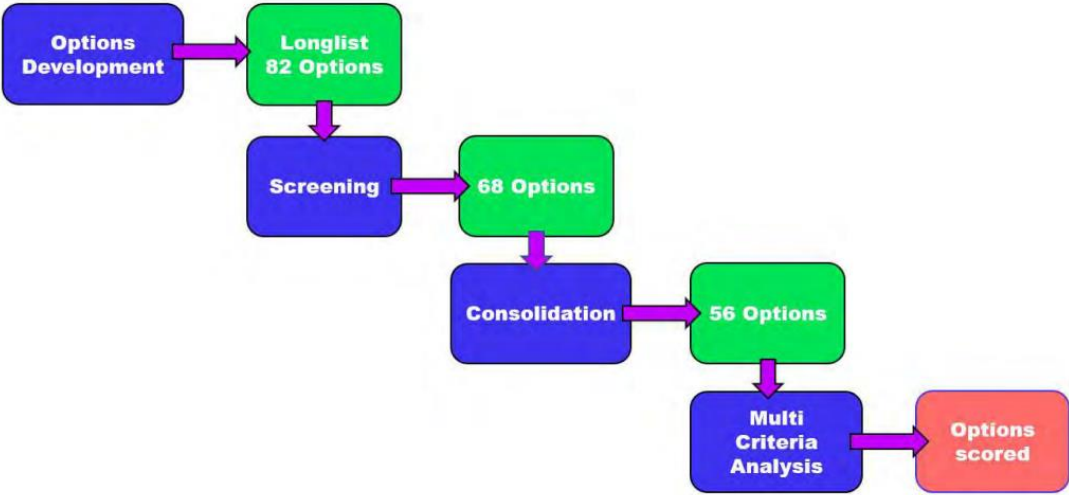 Options
Development
Longlist
82 Options
Screening
68 Options
Consolidation
56 Options
Multi
Criteria
Analysis
Options
scored